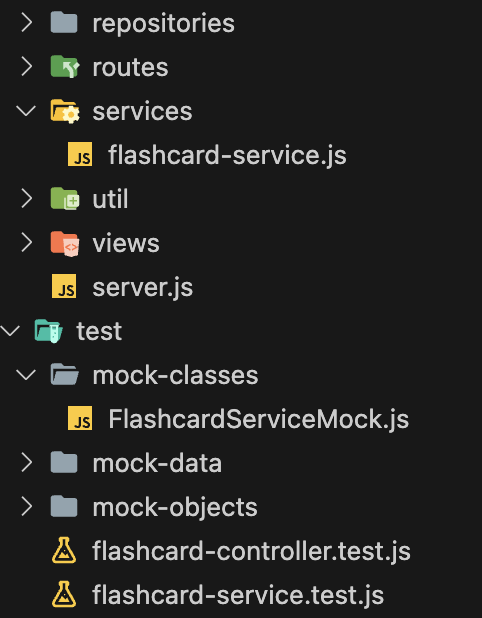 repositories
routes
services
JS flashcard-service.js
util
views
JS server.js
test
mock-classes
JS FlashcardServiceMock.js
mock-data
mock-objects
flashcard-controller.test.js
flashcard-service.test.js